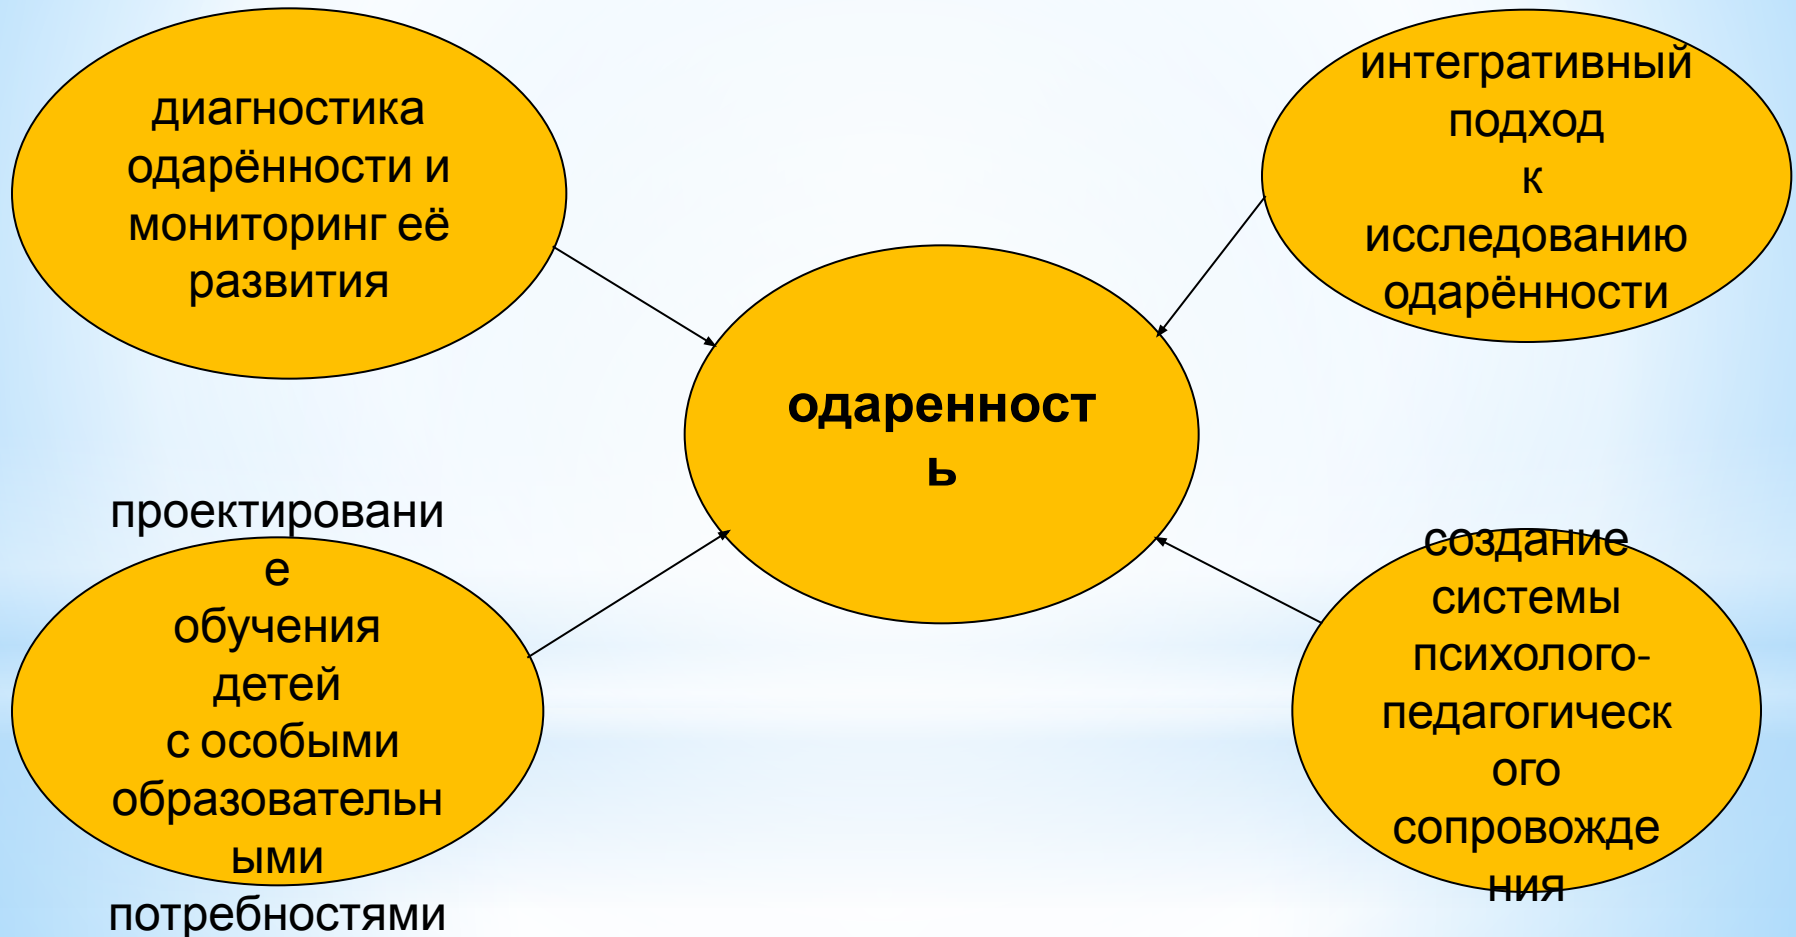 диагностика
одарённости и
мониторинг её
развития
интегративный
подход
к
исследованию
одарённости
одаренност
ь
проектировани
е
обучения
детей
с особыми
образовательн
ыми
потребностями
создание
системы
психолого-
педагогическ
ого
сопровожде
ния